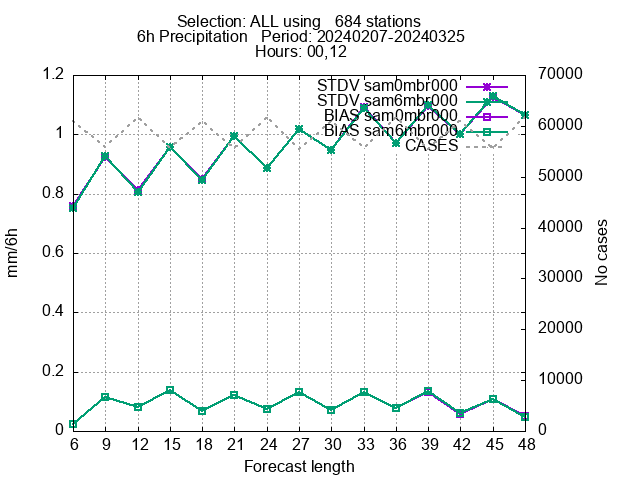 Selection: ALL using   684 stations
6h Precipitation   Period: 20240207-20240325
Hours: 00,12
1.2
1
0.8
0.6
0.4
0.2
0
mm/6h
70000
60000
50000
40000
30000
20000
10000
0
No cases
STDV sam0mbr000
STDV sam6mbr000
BIAS sam0mbr000
BIAS sam6mbr000
CASES
6 9 12 15 18 21 24 27 30 33 36 39 42 45 48
Forecast length